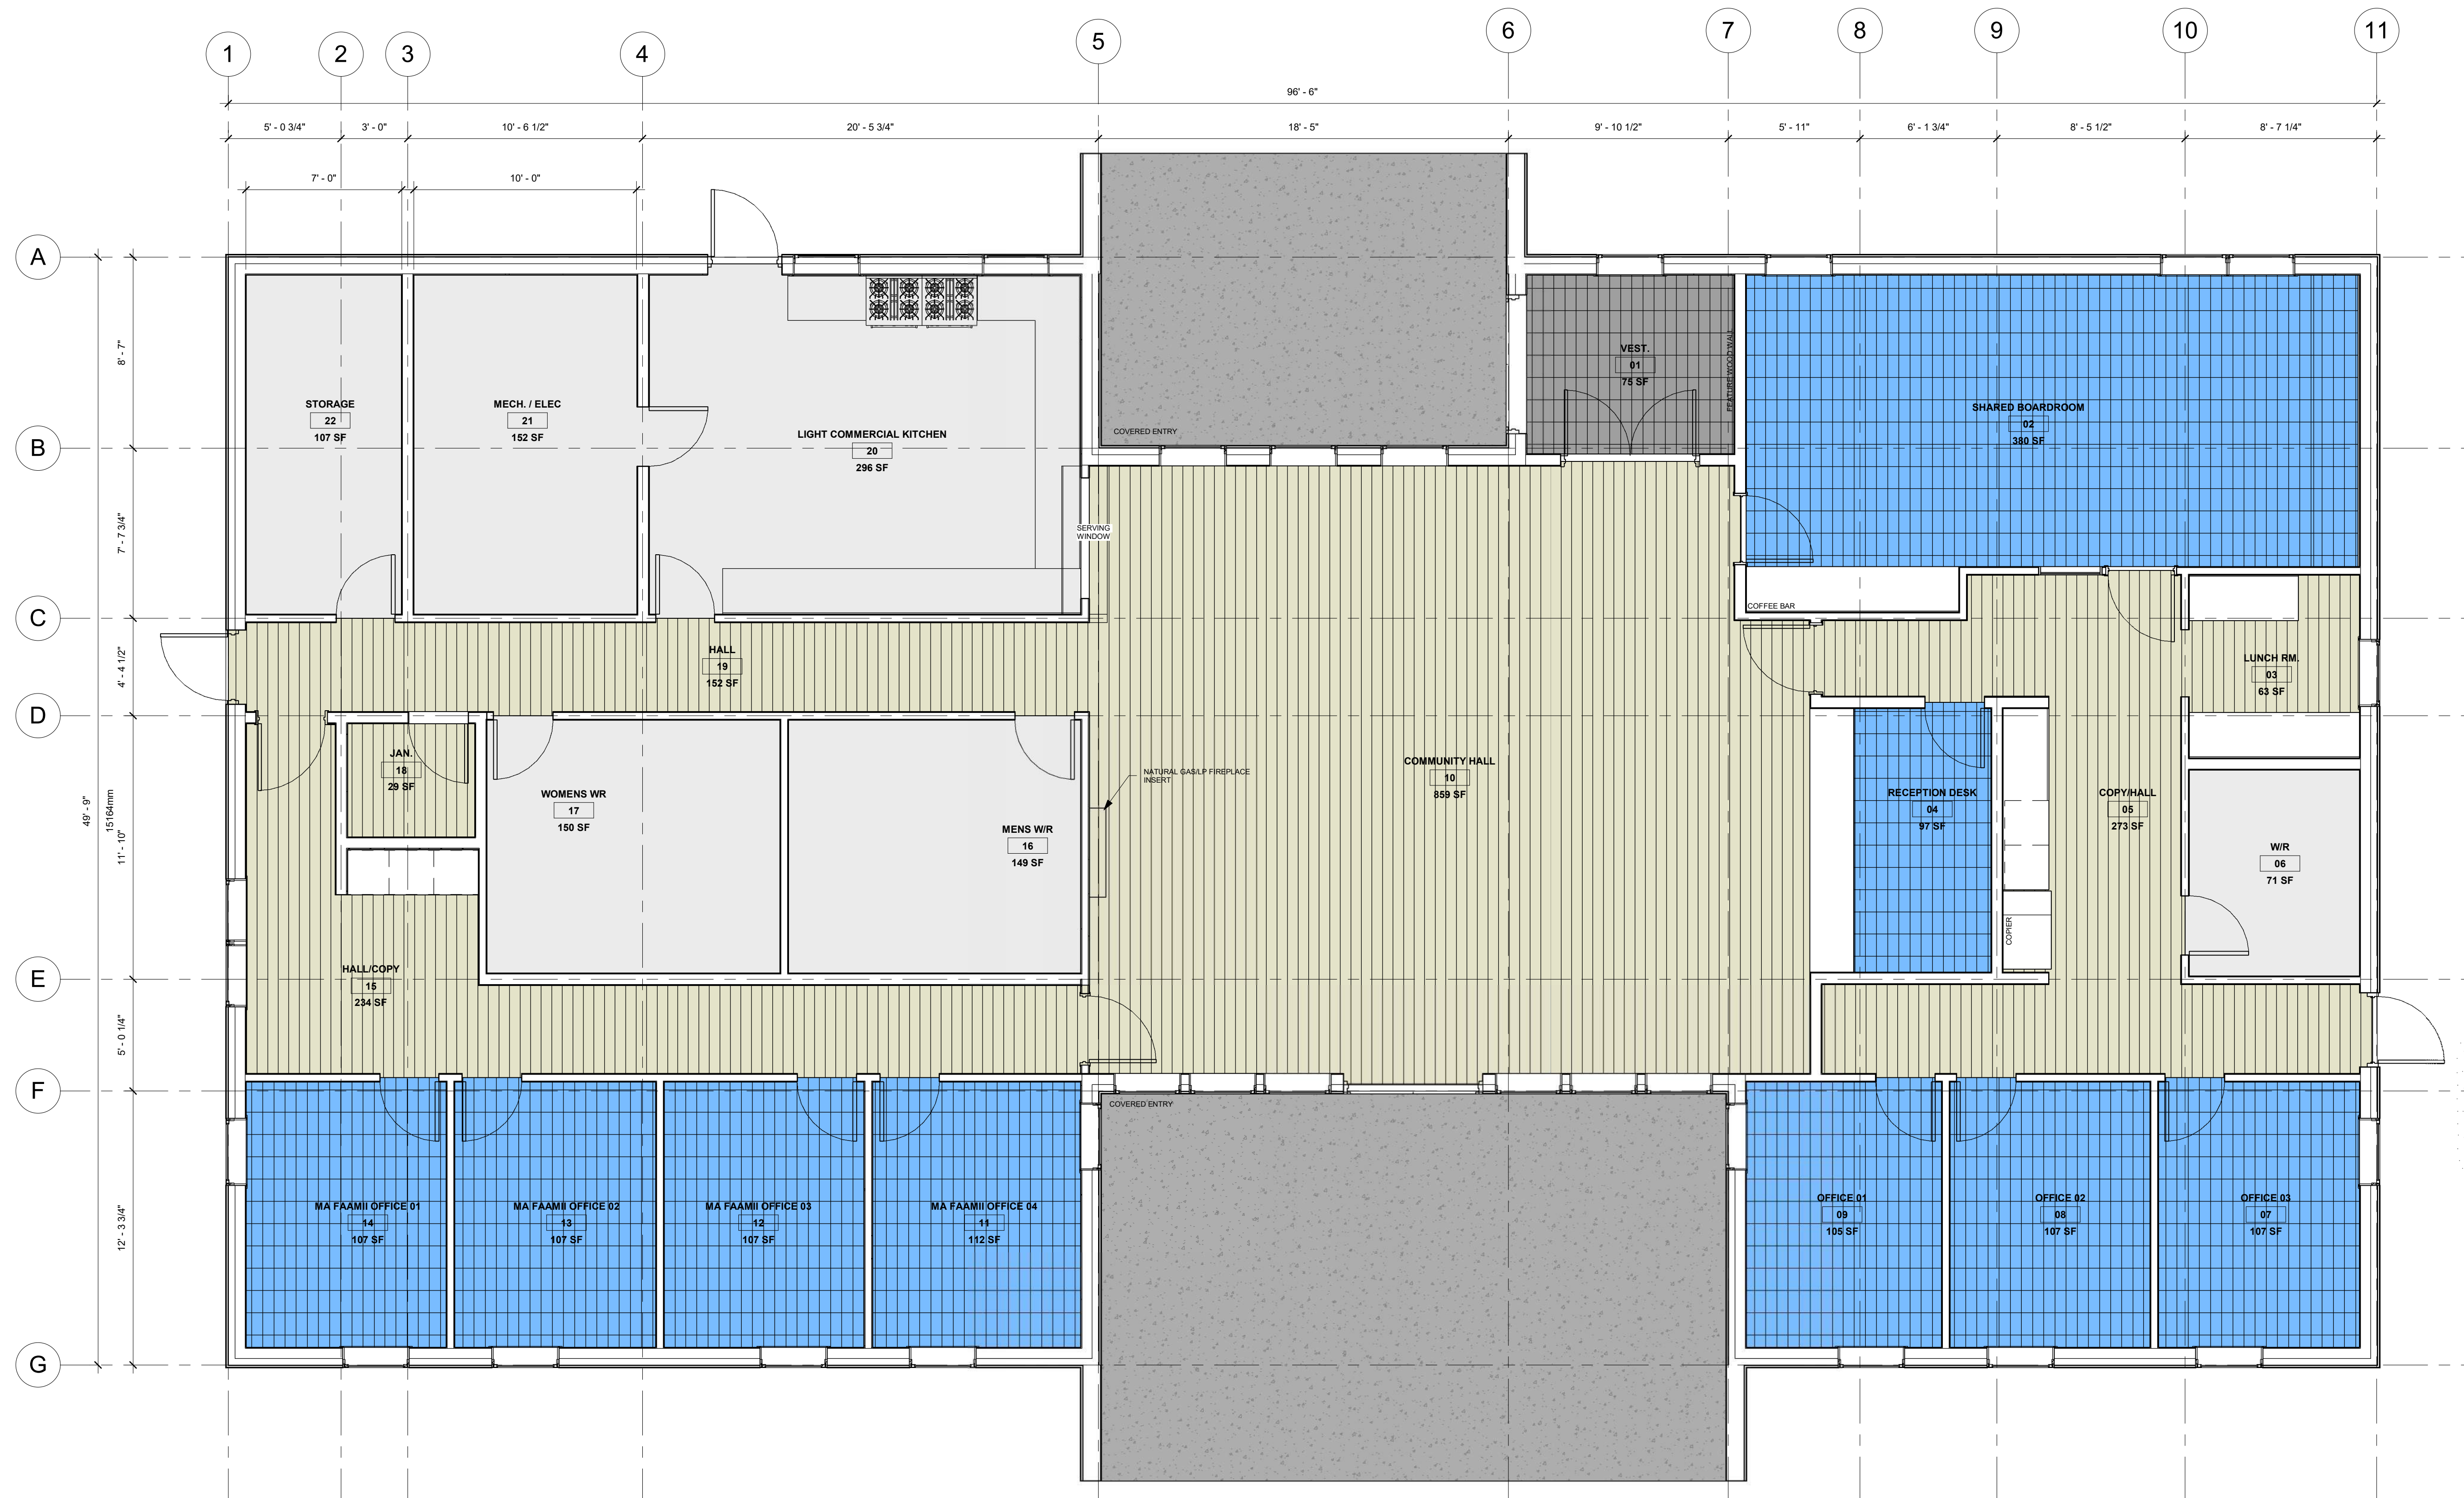 1
2
3
4
5
6
7
8
9
10
11
96' - 6"
5' - 0 3/4"
3' - 0"
10' - 6 1/2"
20' - 5 3/4"
18' - 5"
9' - 10 1/2"
5' - 11"
6' - 1 3/4"
8' - 5 1/2"
8' - 7 1/4"
7' - 0"
10' - 0"
A
B
C
D
E
F
G
8' - 7"
7' - 7 3/4"
4' - 4 1/2"
11' - 10"
5' - 0 1/4"
12' - 3 3/4"
49' - 9"
15164mm
STORAGE
22
107 SF
MECH. / ELEC
21
152 SF
LIGHT COMMERCIAL KITCHEN
20
296 SF
COVERED ENTRY
VEST.
01
75 SF
FEATURE WOOD WALL
SHARED BOARDROOM
02
380 SF
SERVING
WINDOW
COFFEE BAR
HALL
19
152 SF
LUNCH RM.
03
63 SF
JAN.
18
29 SF
WOMENS WR
17
150 SF
MENS W/R
16
149 SF
NATURAL GAS/LP FIREPLACE
INSERT
COMMUNITY HALL
10
859 SF
RECEPTION DESK
04
97 SF
COPY/HALL
05
273 SF
COPIER
W/R
06
71 SF
HALL/COPY
15
234 SF
COVERED ENTRY
MA FAAMII OFFICE 01
14
107 SF
MA FAAMII OFFICE 02
13
107 SF
MA FAAMII OFFICE 03
12
107 SF
MA FAAMII OFFICE 04
11
112 SF
OFFICE 01
09
105 SF
OFFICE 02
08
107 SF
OFFICE 03
07
107 SF